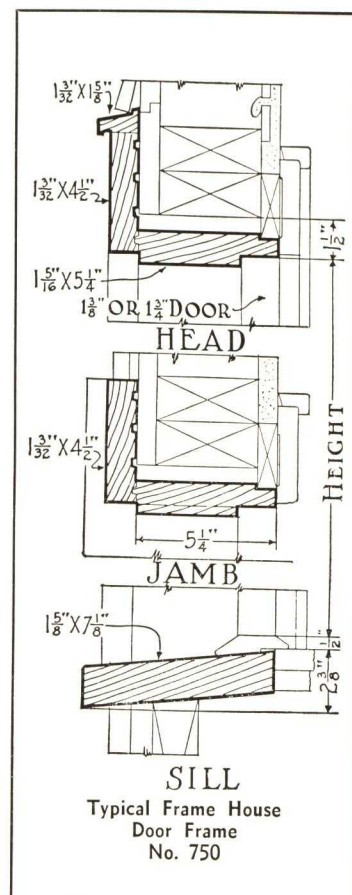 1 3/32" X 1 5/8"
1 3/32" X 4 1/2"
1 1/2"
1 5/16 X 5 1/4"
1 3/8" OR 1 3/4" DOOR
HEAD
1 3/32" X 4 1/2"
HEIGHT
5 1/4"
JAMB
1 5/8" X 7 1/8"
1/2"
2 3/8"
SILL
Typical Frame House
Door Frame
No. 750